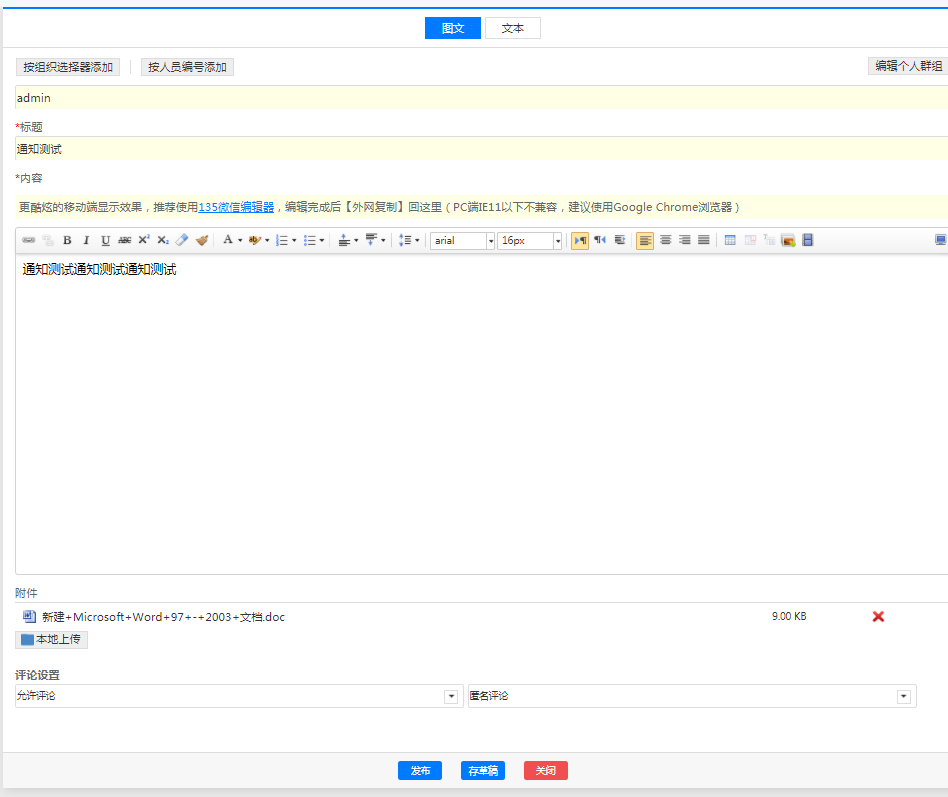 图文 文本
按组织选择器添加 按人员编号添加 编辑个人群组
admin
*标题
通知测试
*内容
更酷炫的移动端显示效果，推荐使用135微信编辑器，编辑完成后【外网复制】回这里（PC端IE11以下不兼容，建议使用Google Chrome浏览器）
B I U ABC X² X₂ A ab arial 16px
通知测试通知测试通知测试
附件
新建+Microsoft+Word+97+-+2003+文档.doc 9.00 KB
本地上传
评论设置
允许评论 匿名评论
发布 存草稿 关闭